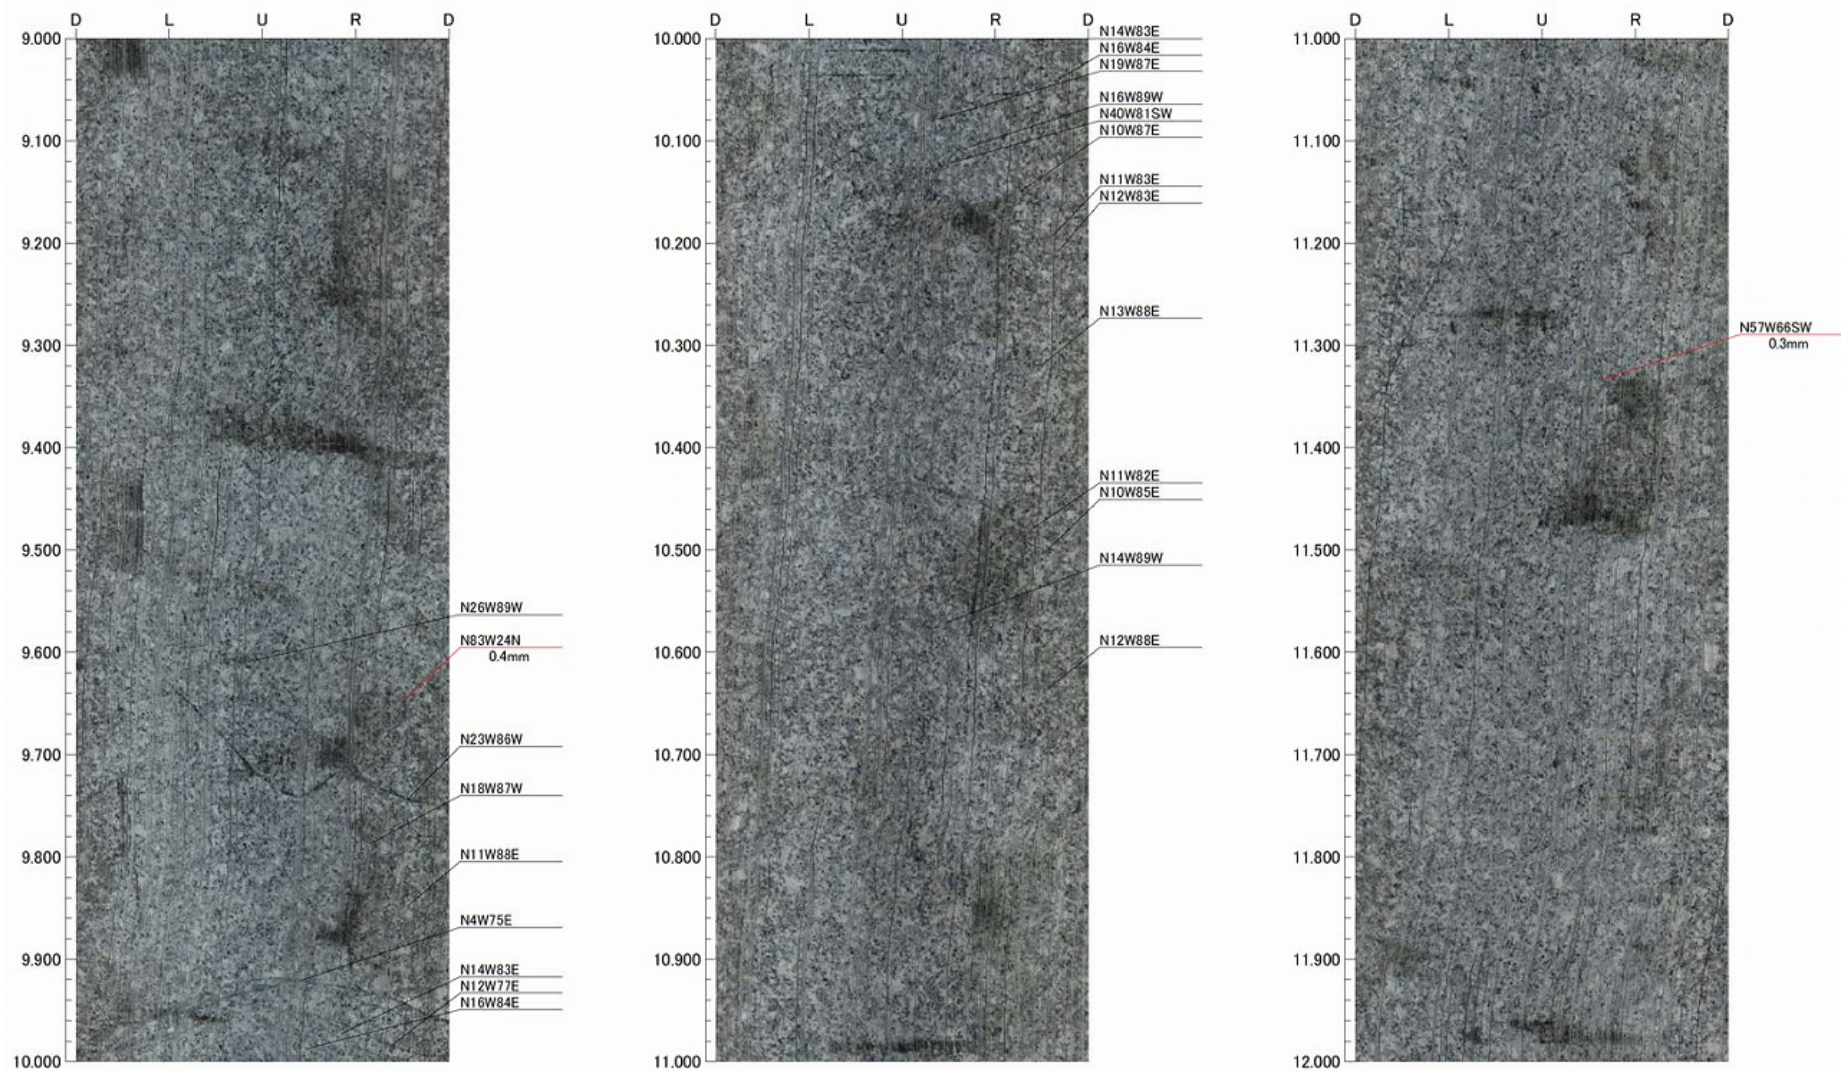 D L U R D
9.000
9.100
9.200
9.300
9.400
9.500
9.600
9.700
9.800
9.900
10.000
N26W89W
N83W24N
0.4mm
N23W86W
N18W87W
N11W88E
N4W75E
N14W83E
N12W77E
N16W84E
D L U R D
10.000
10.100
10.200
10.300
10.400
10.500
10.600
10.700
10.800
10.900
11.000
N14W83E
N16W84E
N19W87E
N16W89W
N40W81SW
N10W87E
N11W83E
N12W83E
N13W88E
N11W82E
N10W85E
N14W89W
N12W88E
D L U R D
11.000
11.100
11.200
11.300
11.400
11.500
11.600
11.700
11.800
11.900
12.000
N57W66SW
0.3mm